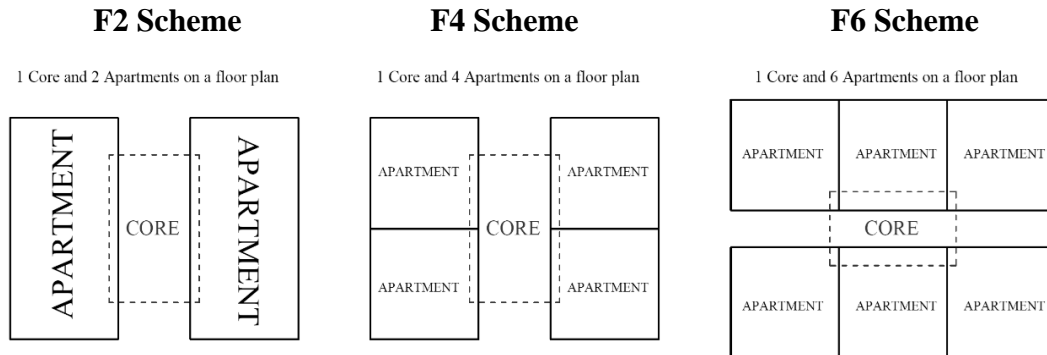 F2 Scheme
F4 Scheme
F6 Scheme
1 Core and 2 Apartments on a floor plan
1 Core and 4 Apartments on a floor plan
1 Core and 6 Apartments on a floor plan
APARTMENT
CORE
APARTMENT
APARTMENT
APARTMENT
CORE
APARTMENT
APARTMENT
APARTMENT
APARTMENT
APARTMENT
CORE
APARTMENT
APARTMENT
APARTMENT